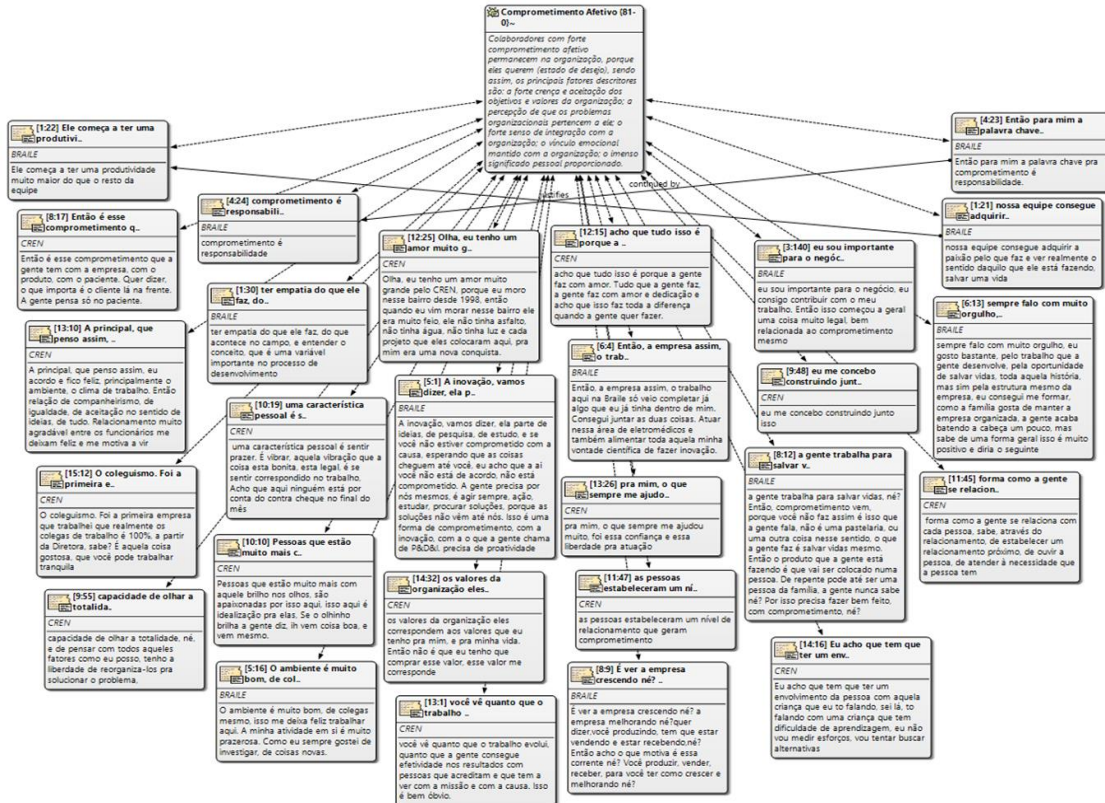 Comprometimento Afetivo {81-
0}~
Colaboradores com forte
comprometimento afetivo
permanecem na organização, porque
eles querem (estado de desejo), sendo
assim, os principais fatores descritores
são: a forte crença e aceitação dos
objetivos e valores da organização; a
percepção de que os problemas
organizacionais pertencem a ele; o
forte senso de integração com a
organização; o vínculo emocional
mantido com a organização; o imenso
significado pessoal proporcionado.
[1:22] Ele começa a ter uma
produtivi..
BRAILE
Ele começa a ter uma produtividade
muito maior do que o resto da
equipe
[4:23] Então para mim a
palavra chave..
BRAILE
Então para mim a palavra chave pra
comprometimento é
responsabilidade.
continued by
[4:24] comprometimento é
responsabili..
BRAILE
comprometimento é
responsabilidade
[1:21] nossa equipe consegue
adquirir..
BRAILE
nossa equipe consegue adquirir a
paixão pelo que faz e ver realmente o
sentido daquilo que ele está fazendo,
salvar uma vida
[8:17] Então é esse
comprometimento q..
CREN
Então é esse comprometimento que
a gente tem com a empresa, com o
produto, com o paciente. Quer dizer,
o que importa é o cliente lá na frente.
A gente pensa só no paciente.
[12:25] Olha, eu tenho um
amor muito g..
CREN
Olha, eu tenho um amor muito
grande pelo CREN, porque eu moro
nesse bairro desde 1998, então
quando eu vim morar nesse bairro ele
era muito feio, ele não tinha asfalto,
não tinha água, não tinha luz e cada
projeto que eles colocaram aqui, pra
mim era uma nova conquista.
[12:15] acho que tudo isso é
porque a ..
CREN
acho que tudo isso é porque a gente
faz com amor. Tudo que a gente faz,
a gente faz com amor e dedicação e
acho que isso faz toda a diferença
quando a gente quer fazer.
[3:140] eu sou importante
para o negóc..
BRAILE
eu sou importante para o negócio, eu
consigo contribuir com o meu
trabalho. Então isso começou a geral
uma coisa muito legal, bem
relacionada ao comprometimento
mesmo
[1:30] ter empatia do que ele
faz, do..
BRAILE
ter empatia do que ele faz, do que
acontece no campo, e entender o
conceito, que é uma variável
importante no processo de
desenvolvimento
[6:13] sempre falo com muito
orgulho,..
BRAILE
sempre falo com muito orgulho, eu
gosto bastante, pelo trabalho que a
gente desenvolve, pela oportunidade
de salvar vidas, toda aquela história,
mas sim pela estrutura mesmo da
empresa, eu consegui me formar,
como a família gosta de manter a
empresa organizada, a gente acaba
batendo a cabeça um pouco, mas
sabe de uma forma geral isso é muito
positivo e diria o seguinte
[13:10] A principal, que
penso assim, ..
CREN
A principal, que penso assim, eu
acordo e fico feliz, principalmente o
ambiente, o clima de trabalho. Então
relação de companheirismo, de
igualdade, de aceitação no sentido de
ideias, de tudo. Relacionamento muito
agradável entre os funcionários me
deixam feliz e me motiva a vir
[6:4] Então, a empresa assim,
o trab..
BRAILE
Então, a empresa assim, o trabalho
aqui na Braile só veio completar já
algo que eu já tinha dentro de mim.
Consegui juntar as duas coisas. Atuar
nessa área de eletromédicos e
também alimentar toda aquela minha
vontade científica de fazer inovação.
[9:48] eu me concebo
construindo junt..
CREN
eu me concebo construindo junto
isso
[5:1] A inovação, vamos
dizer, ela p..
BRAILE
A inovação, vamos dizer, ela parte de
ideias, de pesquisa, de estudo, e se
você não estiver comprometido com a
causa, esperando que as coisas
cheguem até você, eu acho que a ai
você não está de acordo, não está
comprometido. A gente precisa por
nós mesmos, é agir sempre, ação,
estudar, procurar soluções, porque as
soluções não vêm até nós. Isso é uma
forma de comprometimento, com a
inovação, com a o que a gente chama
de P&D&I. precisa de proatividade
[10:19] uma característica
pessoal é s..
CREN
uma característica pessoal é sentir
prazer. É vibrar, aquela vibração que a
coisa esta bonita, esta legal, é se
sentir correspondido no trabalho,
Acho que aqui ninguém está por
conta do contra cheque no final do
mês
[8:12] a gente trabalha para
salvar v..
BRAILE
a gente trabalha para salvar vidas, né?
Então, comprometimento vem,
porque você não faz assim é isso que
a gente fala, não é uma pastelaria, ou
uma outra coisa nesse sentido, o que
a gente faz é salvar vidas mesmo.
Então o produto que a gente está
fazendo é que vai ser colocado numa
pessoa. De repente pode até ser uma
pessoa da família, a gente nunca sabe
né? Por isso precisa fazer bem feito,
com comprometimento, né?
[15:12] O coleguismo. Foi a
primeira e..
CREN
O coleguismo. Foi a primeira empresa
que trabalhei que realmente os
colegas de trabalho é 100%, a partir
da Diretora, sabe? É aquela coisa
gostosa, que você pode trabalhar
tranquila
[11:45] forma como a gente
se relacion..
CREN
forma como a gente se relaciona com
cada pessoa, sabe, através do
relacionamento, de estabelecer um
relacionamento próximo, de ouvir a
pessoa, de atender à necessidade que
a pessoa tem
[13:26] pra mim, o que
sempre me ajudo..
CREN
pra mim, o que sempre me ajudou
muito, foi essa confiança e essa
liberdade pra atuação
[10:10] Pessoas que estão
muito mais c..
CREN
Pessoas que estão muito mais com
aquele brilho nos olhos, são
apaixonadas por isso aqui, isso aqui é
idealização pra elas, Se o olhinho
brilha a gente diz, ih vem coisa boa, e
vem mesmo.
[14:32] os valores da
organização eles..
CREN
os valores da organização eles
correspondem aos valores que eu
tenho pra mim, e pra minha vida.
Então não é que eu tenho que
comprar esse valor, esse valor me
corresponde
[11:47] as pessoas
estabeleceram um ní..
CREN
as pessoas estabeleceram um nível de
relacionamento que geram
comprometimento
[9:55] capacidade de olhar a
totalida..
CREN
capacidade de olhar a totalidade, né,
e de pensar com todos aqueles
fatores como eu posso, tenho a
liberdade de reorganiza-los pra
solucionar o problema,
[14:16] Eu acho que tem que
ter um env..
CREN
Eu acho que tem que ter um
envolvimento da pessoa com aquela
criança que eu to falando, sei lá, to
falando com uma criança que tem
dificuldade de aprendizagem, eu não
vou medir esforços, vou tentar buscar
alternativas
[5:16] O ambiente é muito
bom, de col..
BRAILE
O ambiente é muito bom, de colegas
mesmo, isso me deixa feliz trabalhar
aqui. A minha atividade em si é muito
prazerosa. Como eu sempre gostei de
investigar, de coisas novas.
[8:9] É ver a empresa
crescendo né? ..
BRAILE
É ver a empresa crescendo né? a
empresa melhorando né?quer
dizer,você produzindo, tem que estar
vendendo e estar recebendo,né?
Então acho o que motiva é essa
corrente né? Você produzir, vender,
receber, para você ter como crescer e
melhorando né?
[13:1] você vê quanto que o
trabalho ..
CREN
você vê quanto que o trabalho evolui,
quanto que a gente consegue
efetividade nos resultados com
pessoas que acreditam e que tem a
ver com a missão e com a causa. Isso
é bem óbvio.